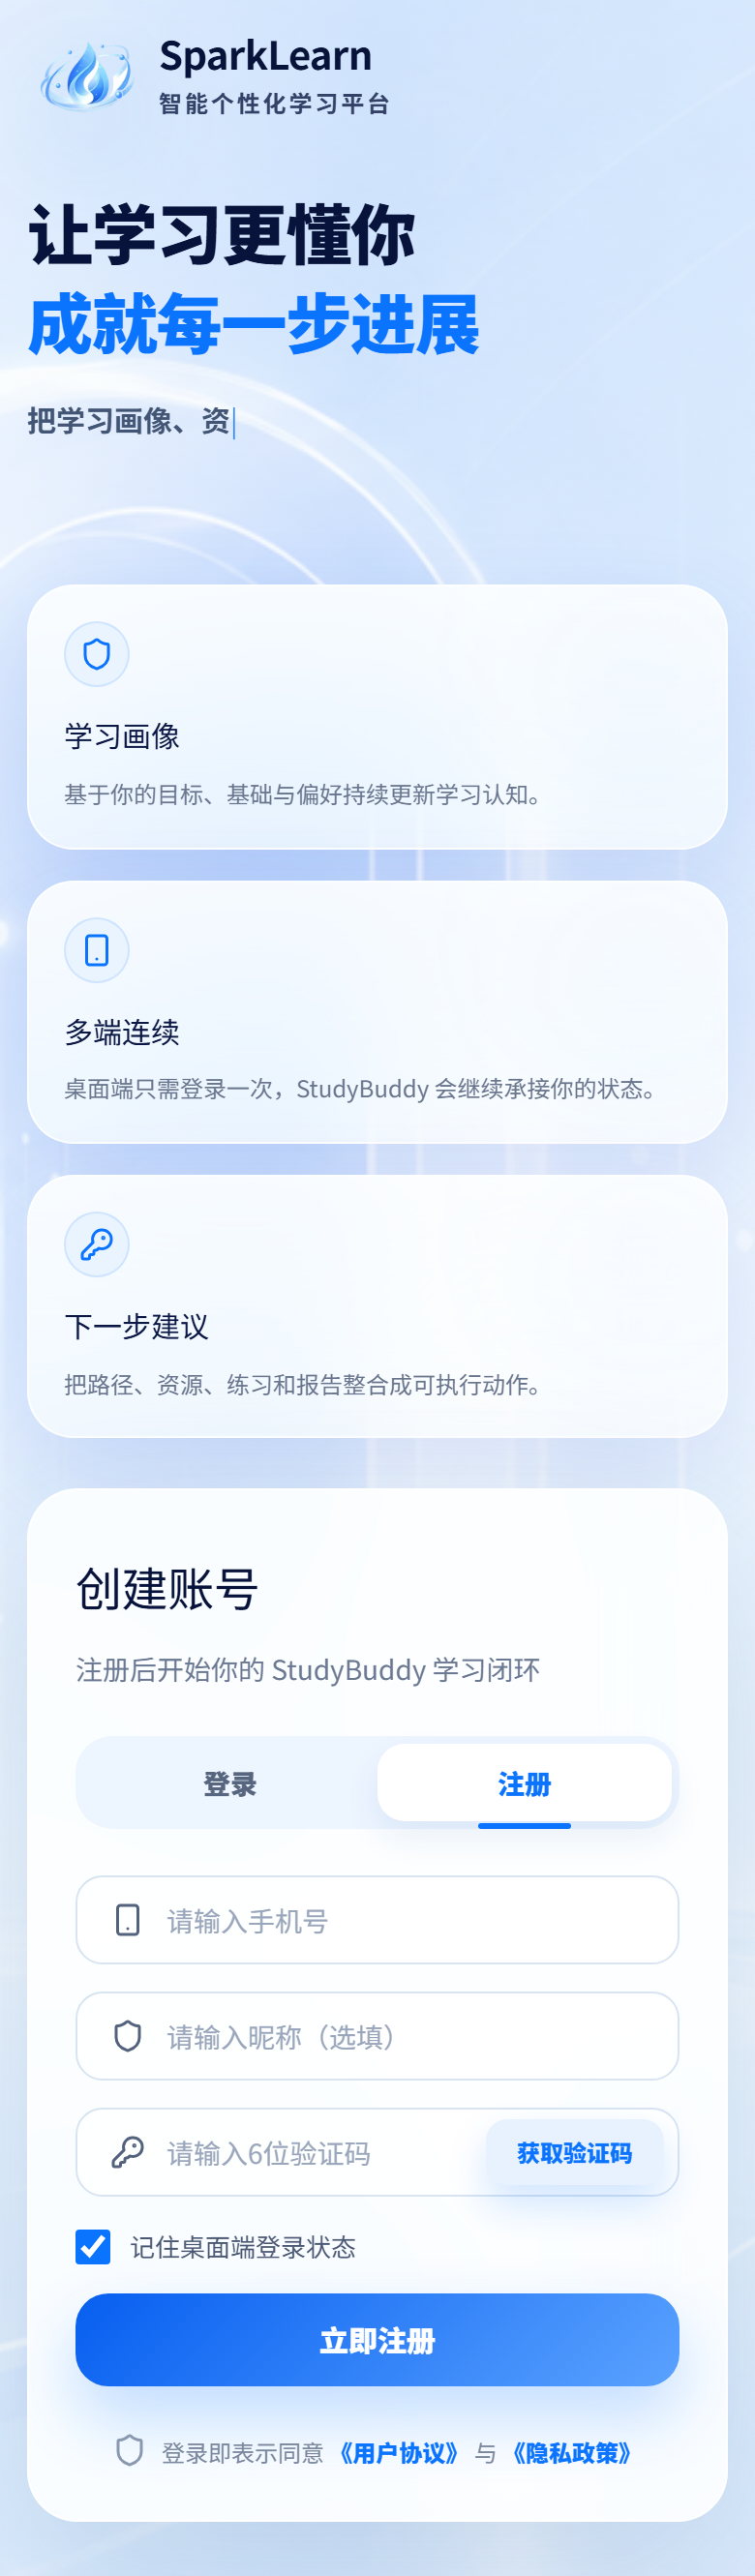 SparkLearn
智能个性化学习平台
让学习更懂你
成就每一步进展
把学习画像、资
学习画像
基于你的目标、基础与偏好持续更新学习认知。
多端连续
桌面端只需登录一次，StudyBuddy 会继续承接你的状态。
下一步建议
把路径、资源、练习和报告整合成可执行动作。
创建账号
注册后开始你的 StudyBuddy 学习闭环
登录 注册
请输入手机号
请输入昵称（选填）
请输入6位验证码 获取验证码
记住桌面端登录状态
立即注册
登录即表示同意《用户协议》与《隐私政策》